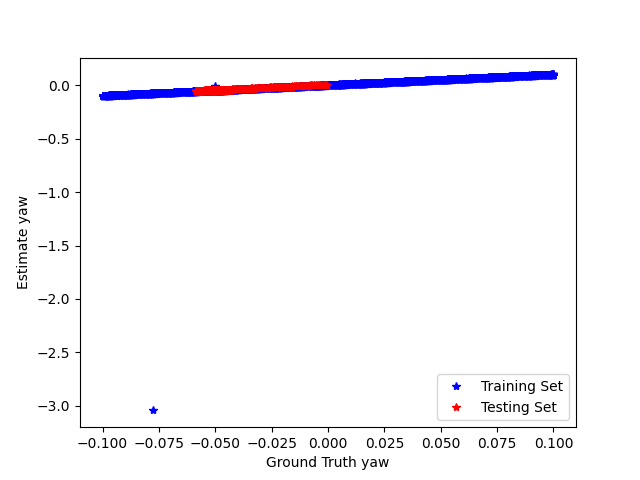 0.0
−0.5
−1.0
−1.5
−2.0
−2.5
−3.0
Estimate yaw
−0.100 −0.075 −0.050 −0.025 0.000 0.025 0.050 0.075 0.100
Ground Truth yaw
Training Set
Testing Set